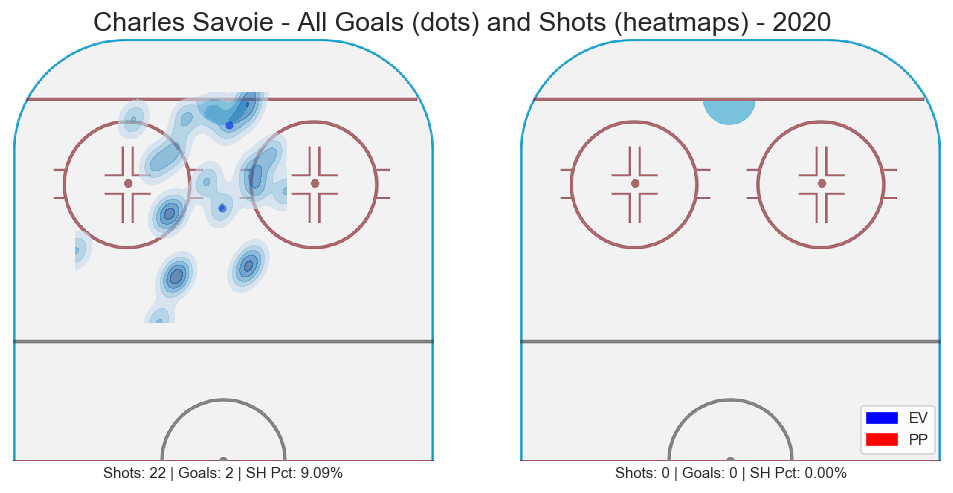 Charles Savoie - All Goals (dots) and Shots (heatmaps) - 2020
EV
PP
Shots: 22 | Goals: 2 | SH Pct: 9.09%
Shots: 0 | Goals: 0 | SH Pct: 0.00%